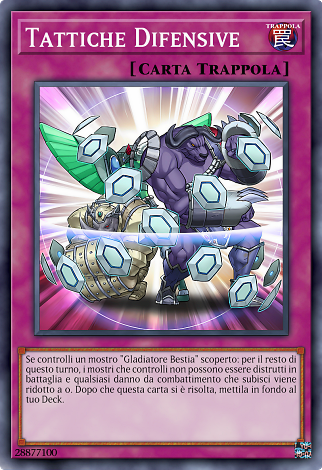 Tattiche Difensive
TRAPPOLA
罠
[Carta Trappola]
Se controlli un mostro "Gladiatore Bestia" scoperto: per il resto di
questo turno, i mostri che controlli non possono essere distrutti in
battaglia e qualsiasi danno da combattimento che subisci viene
ridotto a 0. Dopo che questa carta si è risolta, mettila in fondo al
tuo Deck.
28877100